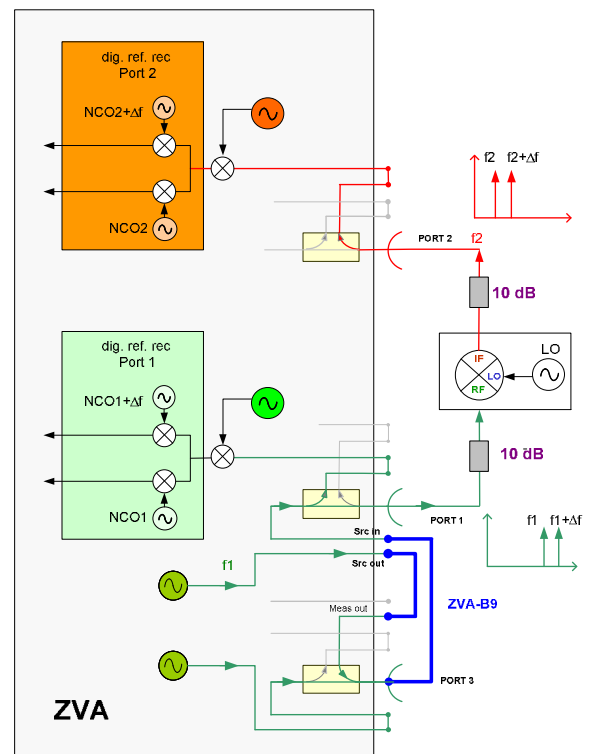 dig. ref. rec
Port 2
NCO2+Δf
NCO2
f2
f2+Δf
PORT 2
f2
10 dB
LO
IF
LO
RF
dig. ref. rec
Port 1
NCO1+Δf
NCO1
10 dB
PORT 1
f1
f1+Δf
Src in
f1
Src out
Meas out
ZVA-B9
PORT 3
ZVA